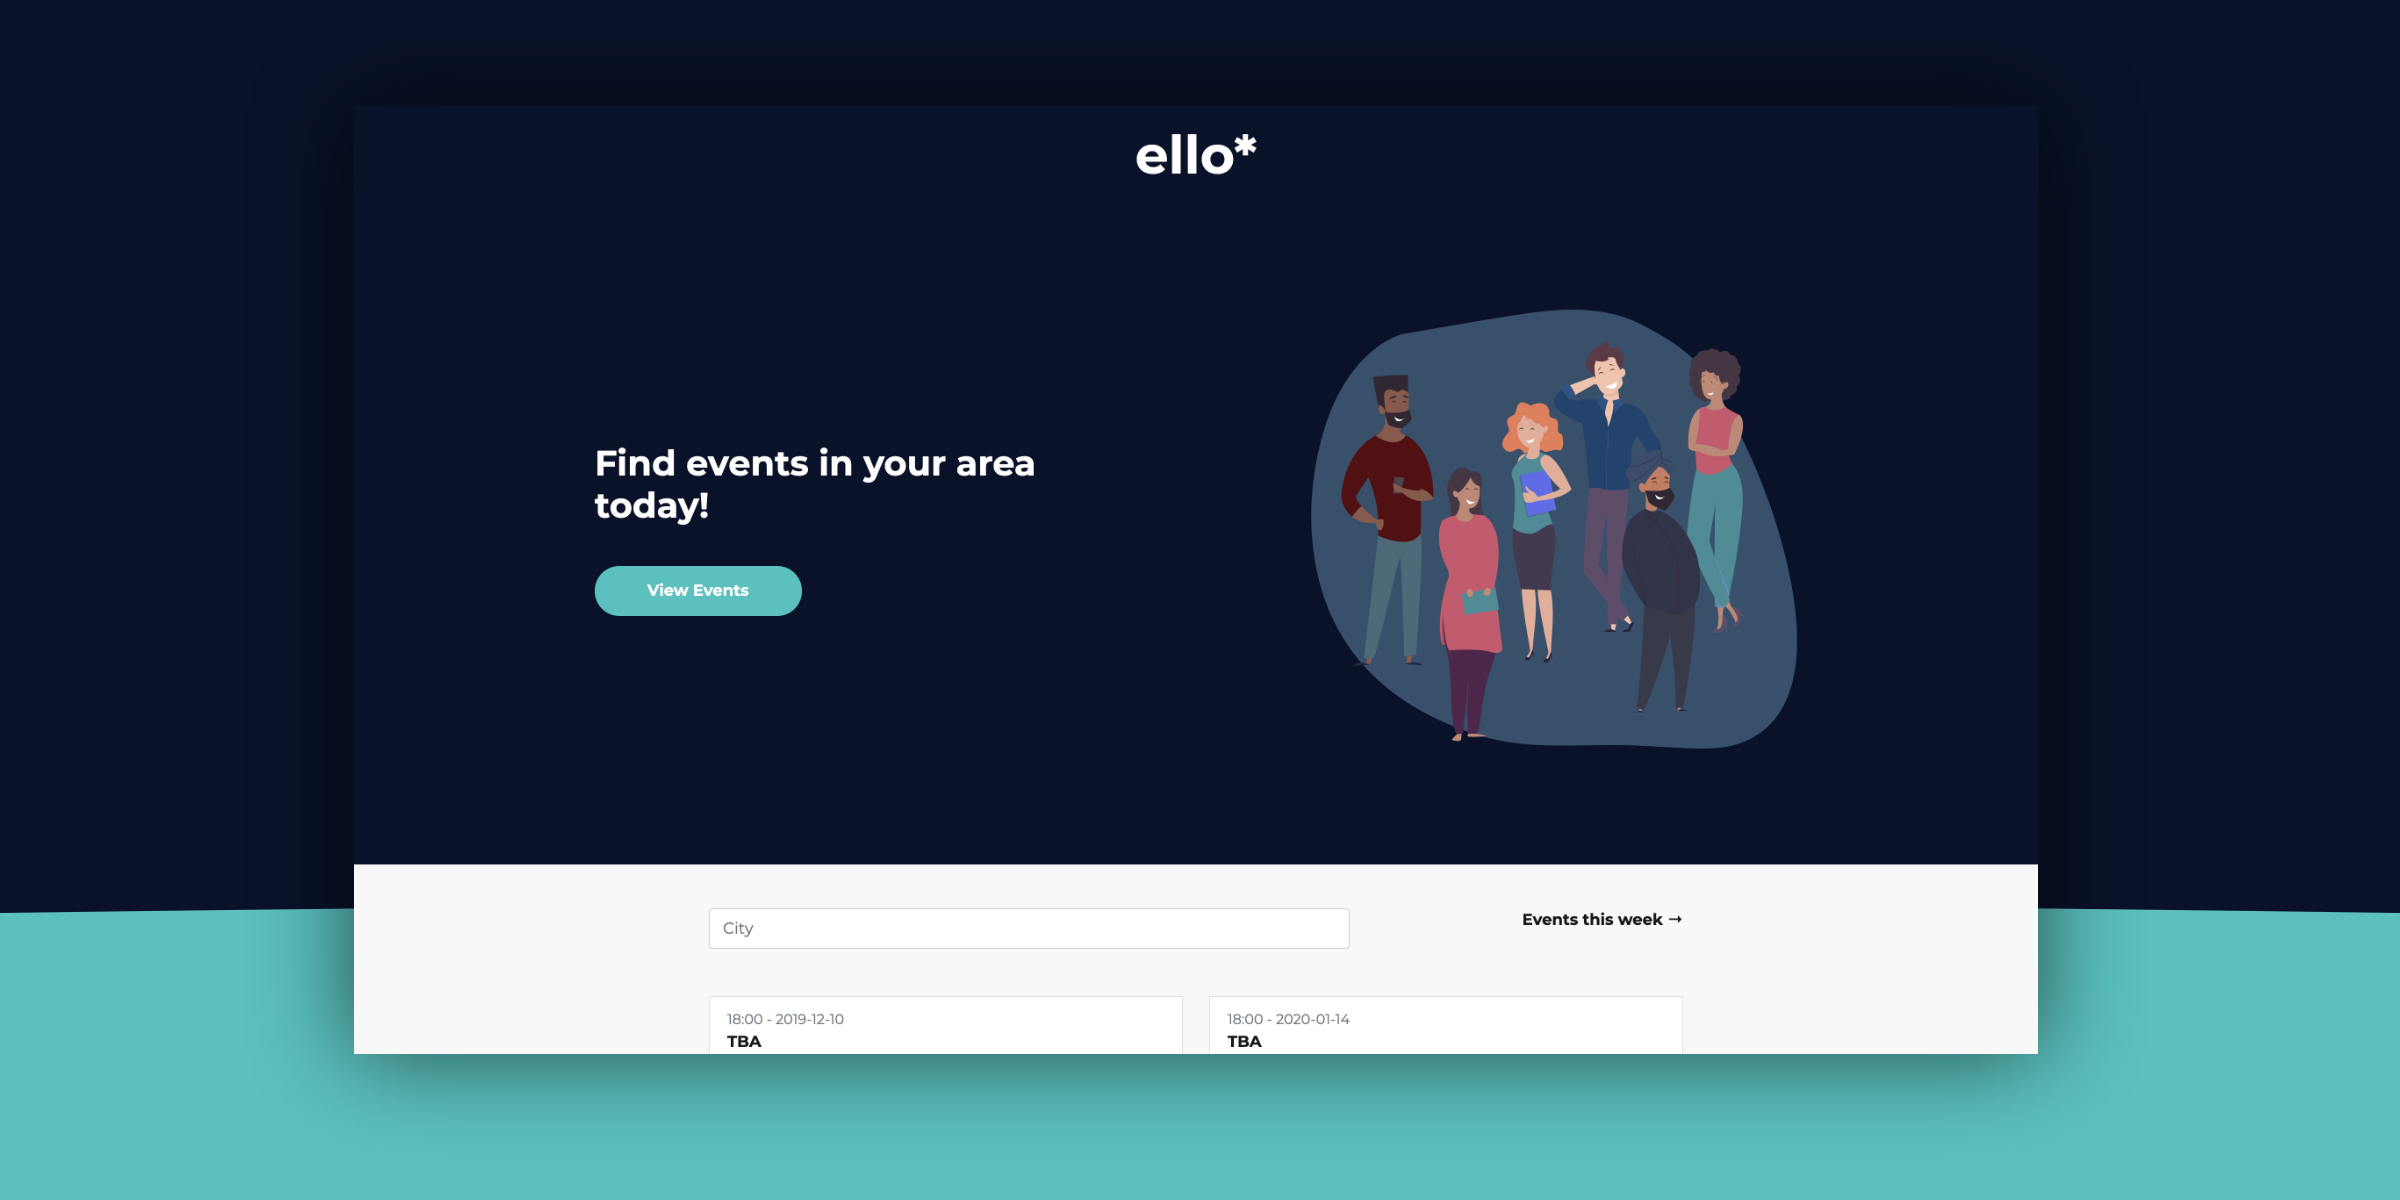 ello*
Find events in your area
today!
View Events
City
Events this week →
18:00 - 2019-12-10
TBA
18:00 - 2020-01-14
TBA